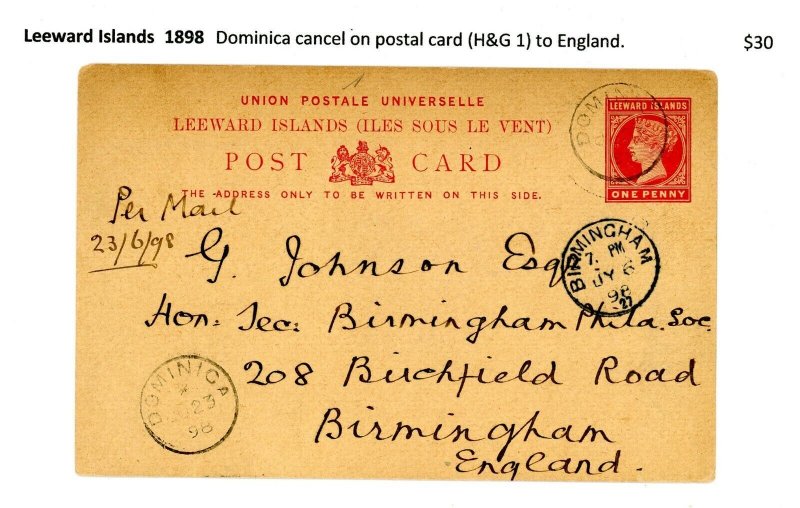 Leeward Islands 1898 Dominica cancel on postal card (H&G 1) to England. $30
UNION POSTALE UNIVERSELLE
LEEWARD ISLANDS (ILES SOUS LE VENT)
POST CARD
THE ADDRESS ONLY TO BE WRITTEN ON THIS SIDE.
DOMINI
LEEWARD ISLANDS
ONE PENNY
Per Mail
23/6/98
G. Johnson Esq
BIRMINGHAM
7. PM
JY 6
98
27
Hon: Sec: Birmingham Phila. Soc.
208 Birchfield Road
Birmingham
England.
DOMINICA
23
98